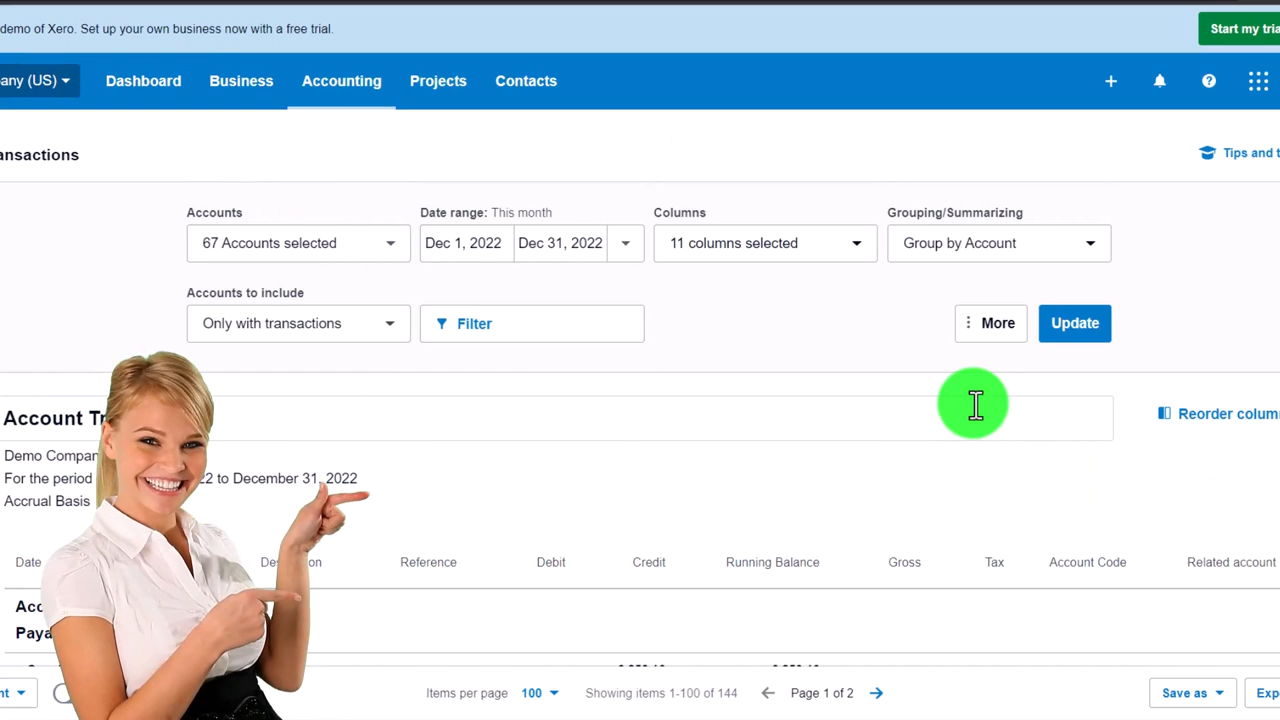 demo of Xero. Set up your own business now with a free trial.
Start my tria
any (US)
Dashboard
Business
Accounting
Projects
Contacts
ansactions
Tips and t
Accounts
Date range: This month
Columns
Grouping/Summarizing
67 Accounts selected
Dec 1, 2022
Dec 31, 2022
11 columns selected
Group by Account
Accounts to include
Only with transactions
Filter
More
Update
Account Tr
Reorder colum
Demo Compan
For the period 22 to December 31, 2022
Accrual Basis
Date
Reference
Debit
Credit
Running Balance
Gross
Tax
Account Code
Related account
Acc
Paya
nt
Items per page 100
Showing items 1-100 of 144
Page 1 of 2
Save as
Expo